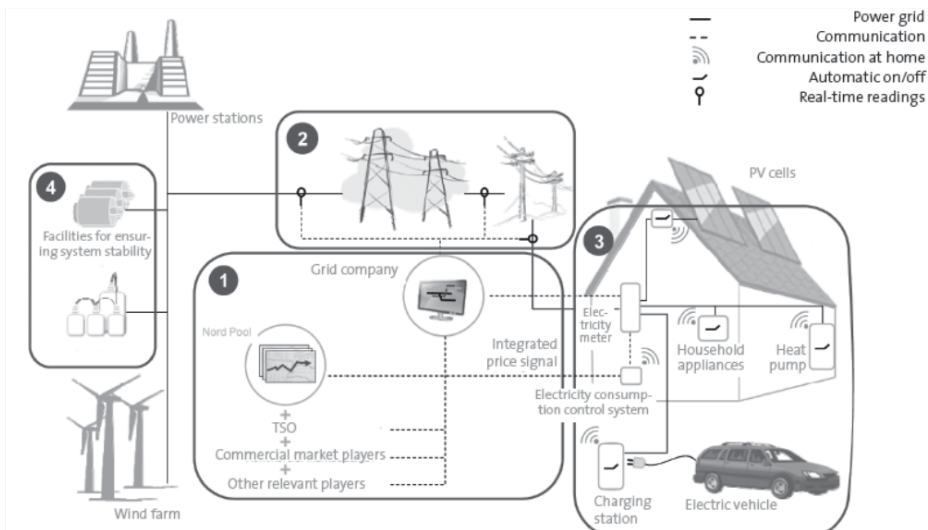 Power grid
Communication
Communication at home
Automatic on/off
Real-time readings
Power stations
2
4
PV cells
Facilities for ensur-
ing system stability
3
1
Grid company
Nord Pool
Elec-
tricity
meter
Integrated
price signal
Household
appliances
Heat
pump
Electricity consump-
tion control system
+
TSO
+
Commercial market players
+
Other relevant players
Wind farm
Charging
station
Electric vehicle